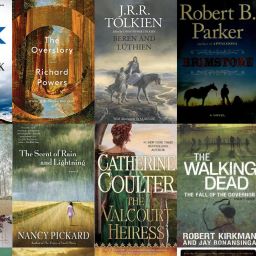 The
Overstory
Richard
Powers
J.R.R.
TOLKIEN
BEREN
AND
LÚTHIEN
Robert B.
Parker
BRIMSTONE
A NOVEL
The Scent of Rain
and Lightning
NANCY PICKARD
CATHERINE
COULTER
THE
VALCOURT
HEIRESS
THE
WALKING
DEAD
THE FALL OF THE GOVERNOR
ROBERT KIRKMAN
AND JAY BONANSINGA